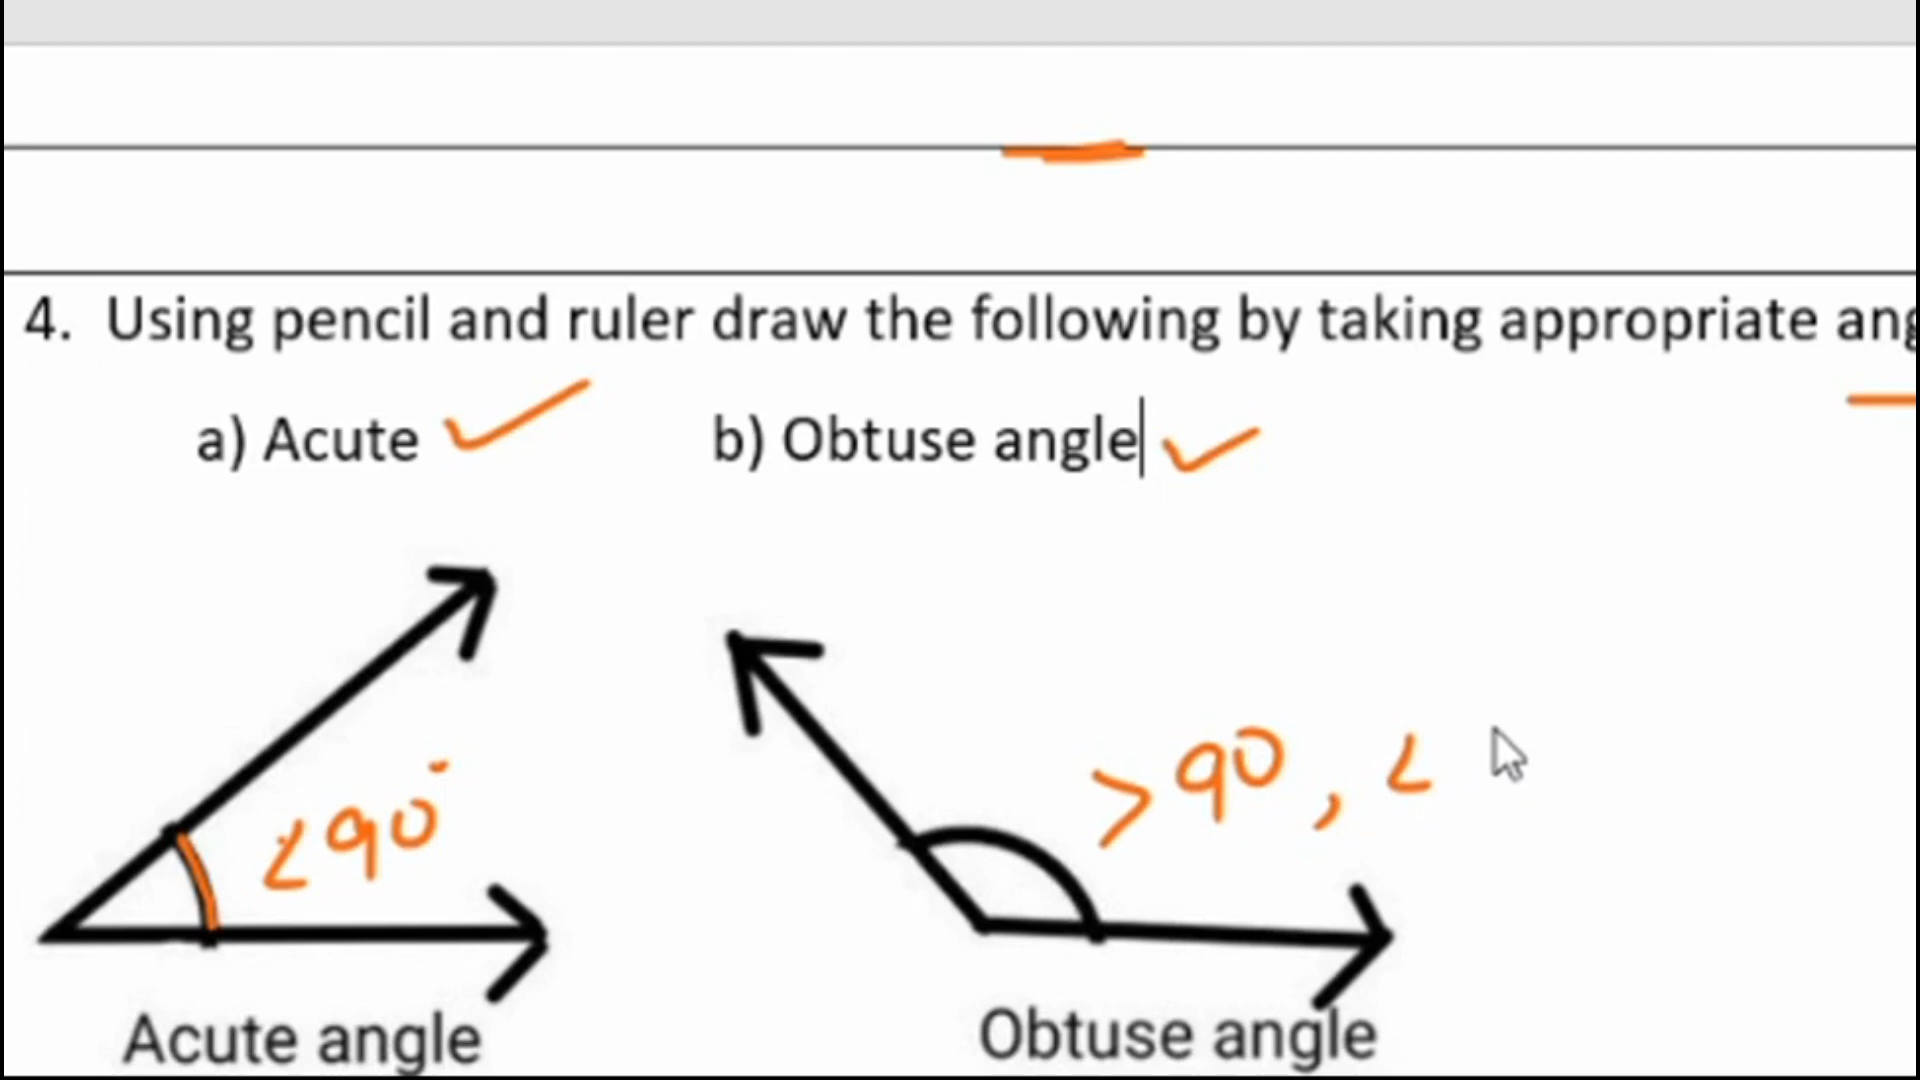 4. Using pencil and ruler draw the following by taking appropriate ang
a) Acute b) Obtuse angle
>90, <
<90°
Acute angle Obtuse angle